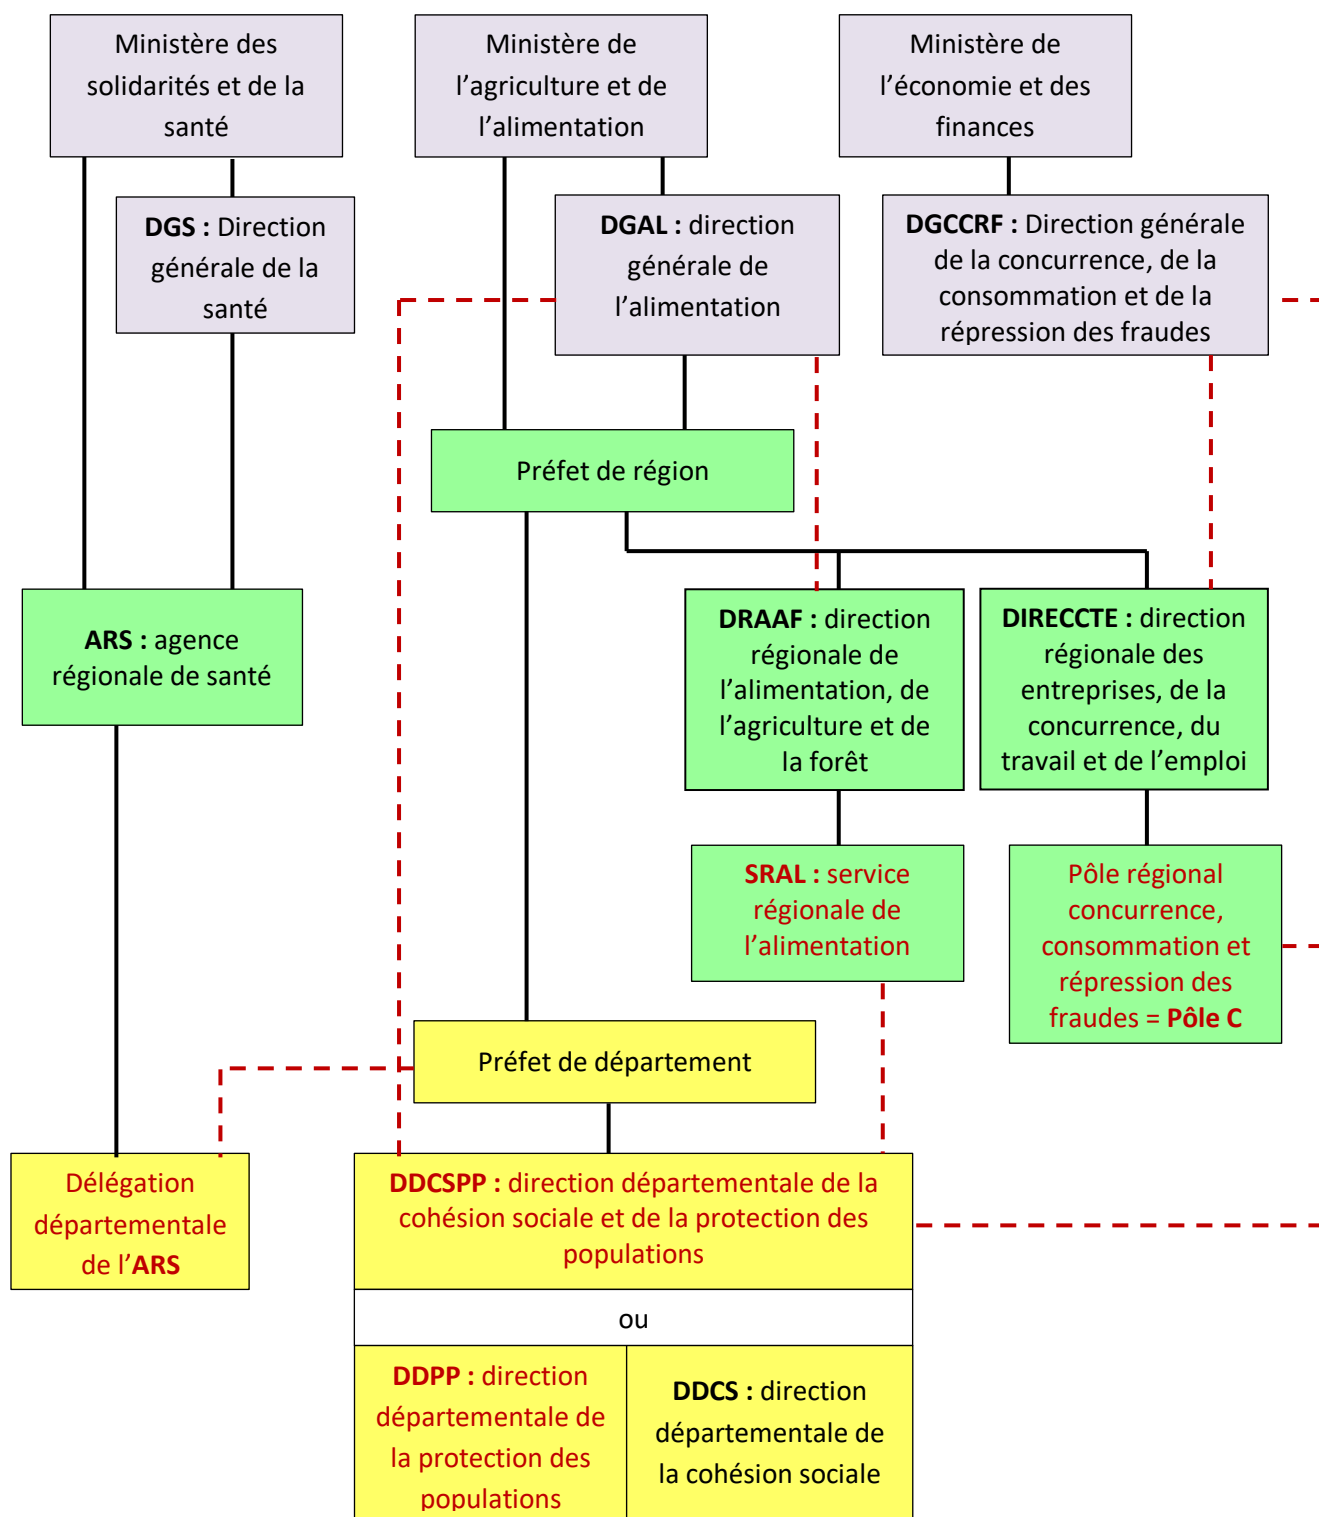 Ministère des
solidarités et de la
santé
Ministère de
l’agriculture et de
l’alimentation
Ministère de
l’économie et des
finances
DGS : Direction
générale de la
santé
DGAL : direction
générale de
l’alimentation
DGCCRF : Direction générale
de la concurrence, de la
consommation et de la
répression des fraudes
Préfet de région
ARS : agence
régionale de santé
DRAAF : direction
régionale de
l’alimentation, de
l’agriculture et de
la forêt
DIRECCTE : direction
régionale des
entreprises, de la
concurrence, du
travail et de l’emploi
SRAL : service
régionale de
l’alimentation
Pôle régional
concurrence,
consommation et
répression des
fraudes = Pôle C
Préfet de département
Délégation
départementale
de l’ARS
DDCSPP : direction départementale de la
cohésion sociale et de la protection des
populations
ou
DDPP : direction
départementale de
la protection des
populations
DDCS : direction
départementale de
la cohésion sociale